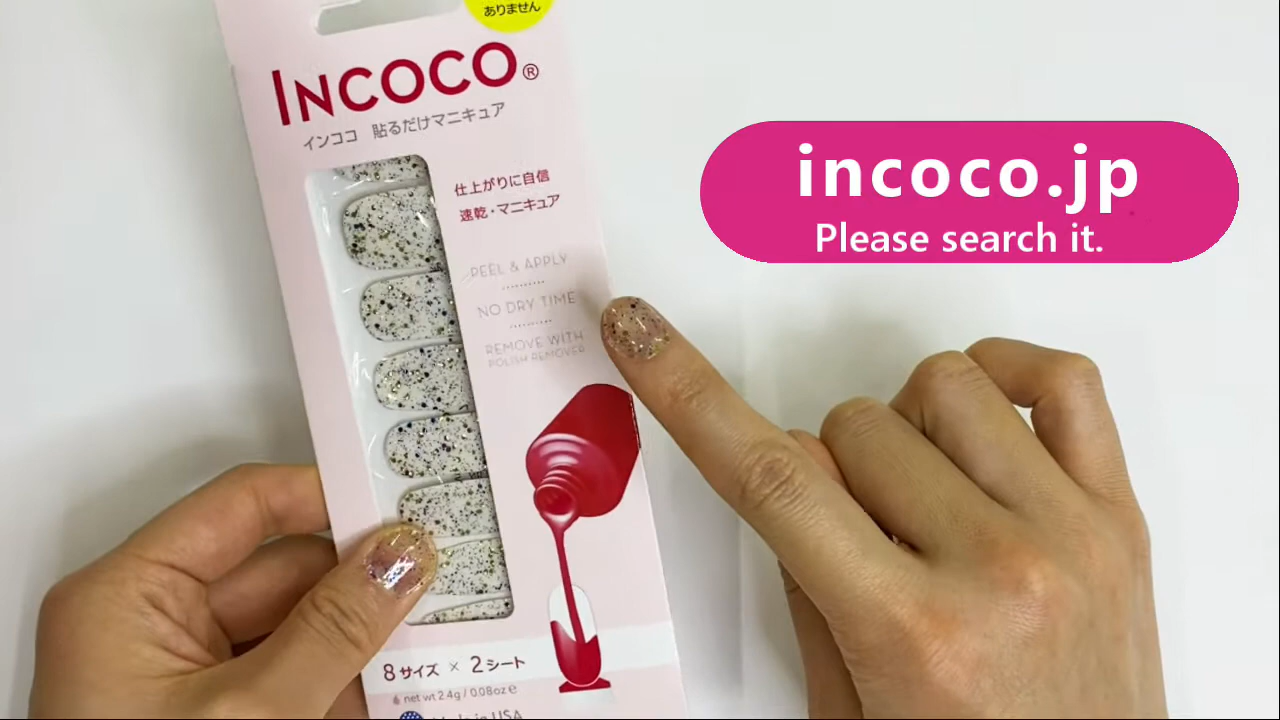 ありません
INCOCO®
インココ 貼るだけマニキュア
仕上がりに自信
速乾・マニキュア
PEEL & APPLY
NO DRY TIME
REMOVE WITH
POLISH REMOVER
8サイズ × 2シート
net wt 2.4g / 0.08oz e
Made in USA
incoco.jp
Please search it.